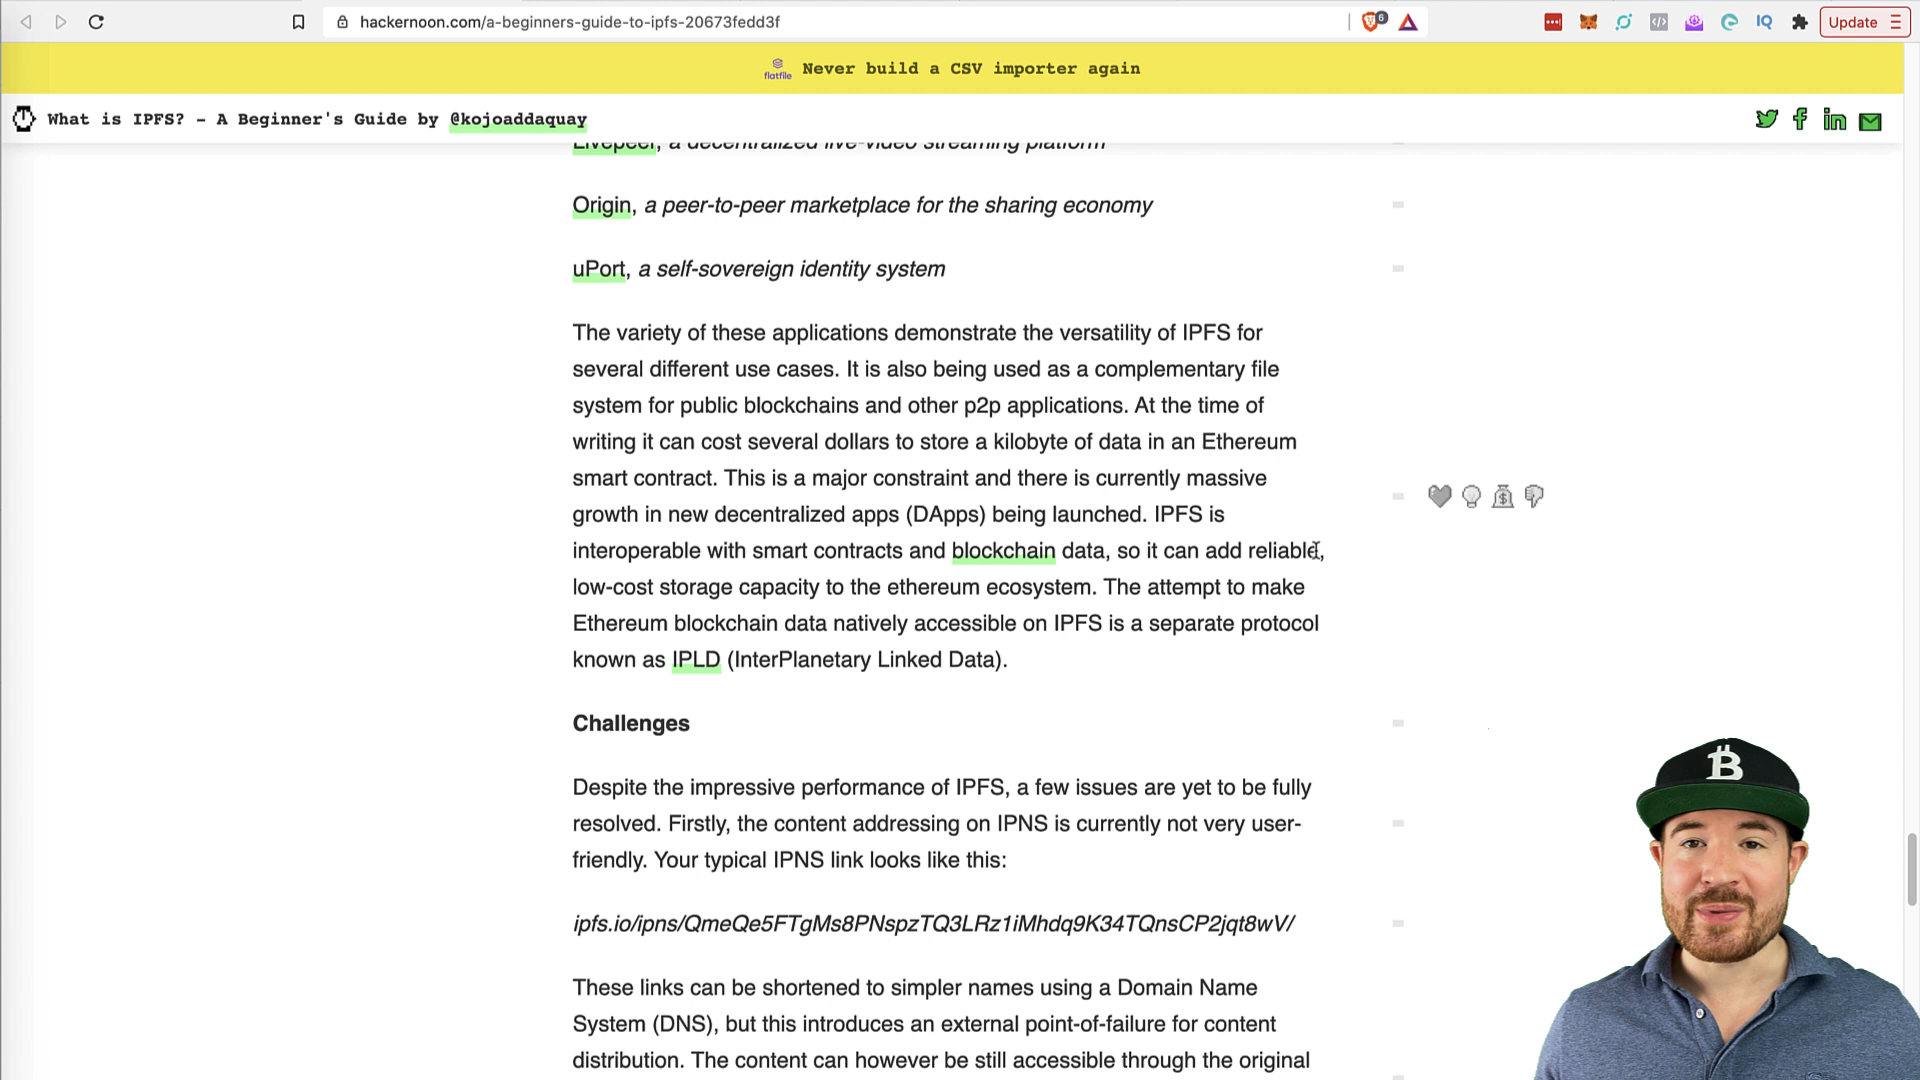 hackernoon.com/a-beginners-guide-to-ipfs-20673fedd3f
6
IQ
Update
flatfile
Never build a CSV importer again
What is IPFS? - A Beginner's Guide by @kojoaddaquay
Livepeer, a decentralized live-video streaming platform
Origin, a peer-to-peer marketplace for the sharing economy
uPort, a self-sovereign identity system
The variety of these applications demonstrate the versatility of IPFS for
several different use cases. It is also being used as a complementary file
system for public blockchains and other p2p applications. At the time of
writing it can cost several dollars to store a kilobyte of data in an Ethereum
smart contract. This is a major constraint and there is currently massive
growth in new decentralized apps (DApps) being launched. IPFS is
interoperable with smart contracts and blockchain data, so it can add reliable,
low-cost storage capacity to the ethereum ecosystem. The attempt to make
Ethereum blockchain data natively accessible on IPFS is a separate protocol
known as IPLD (InterPlanetary Linked Data).
Challenges
Despite the impressive performance of IPFS, a few issues are yet to be fully
resolved. Firstly, the content addressing on IPNS is currently not very user-
friendly. Your typical IPNS link looks like this:
ipfs.io/ipns/QmeQe5FTgMs8PNspzTQ3LRz1iMhdq9K34TQnsCP2jqt8wV/
These links can be shortened to simpler names using a Domain Name
System (DNS), but this introduces an external point-of-failure for content
distribution. The content can however be still accessible through the original
B